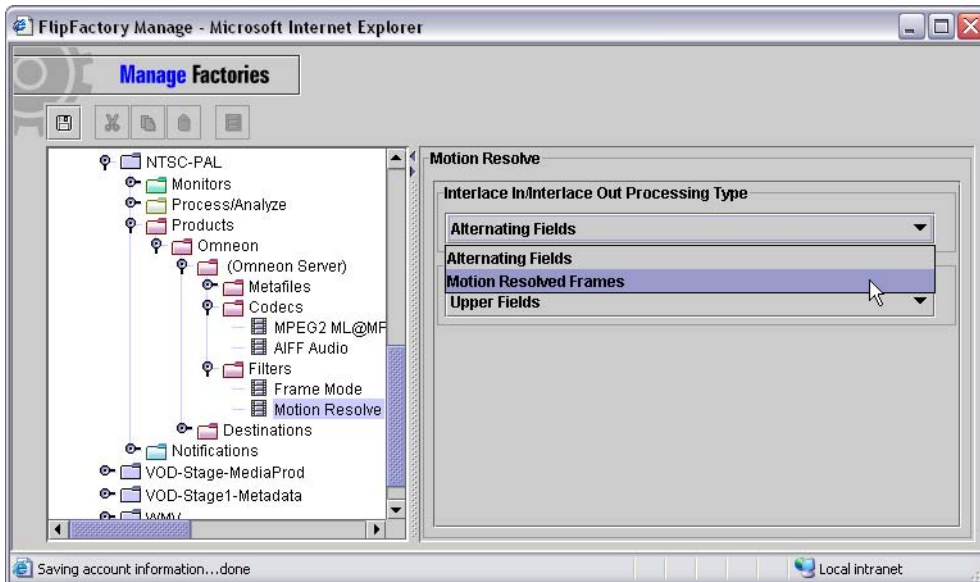 FlipFactory Manage - Microsoft Internet Explorer
Manage Factories
NTSC-PAL
Monitors
Process/Analyze
Products
Omneon
(Omneon Server)
Metafiles
Codecs
MPEG2 ML@MF
AIFF Audio
Filters
Frame Mode
Motion Resolve
Destinations
Notifications
VOD-Stage-MediaProd
VOD-Stage1-Metadata
WMV
Motion Resolve
Interlace In/Interlace Out Processing Type
Alternating Fields
Alternating Fields
Motion Resolved Frames
Upper Fields
Saving account information...done
Local intranet